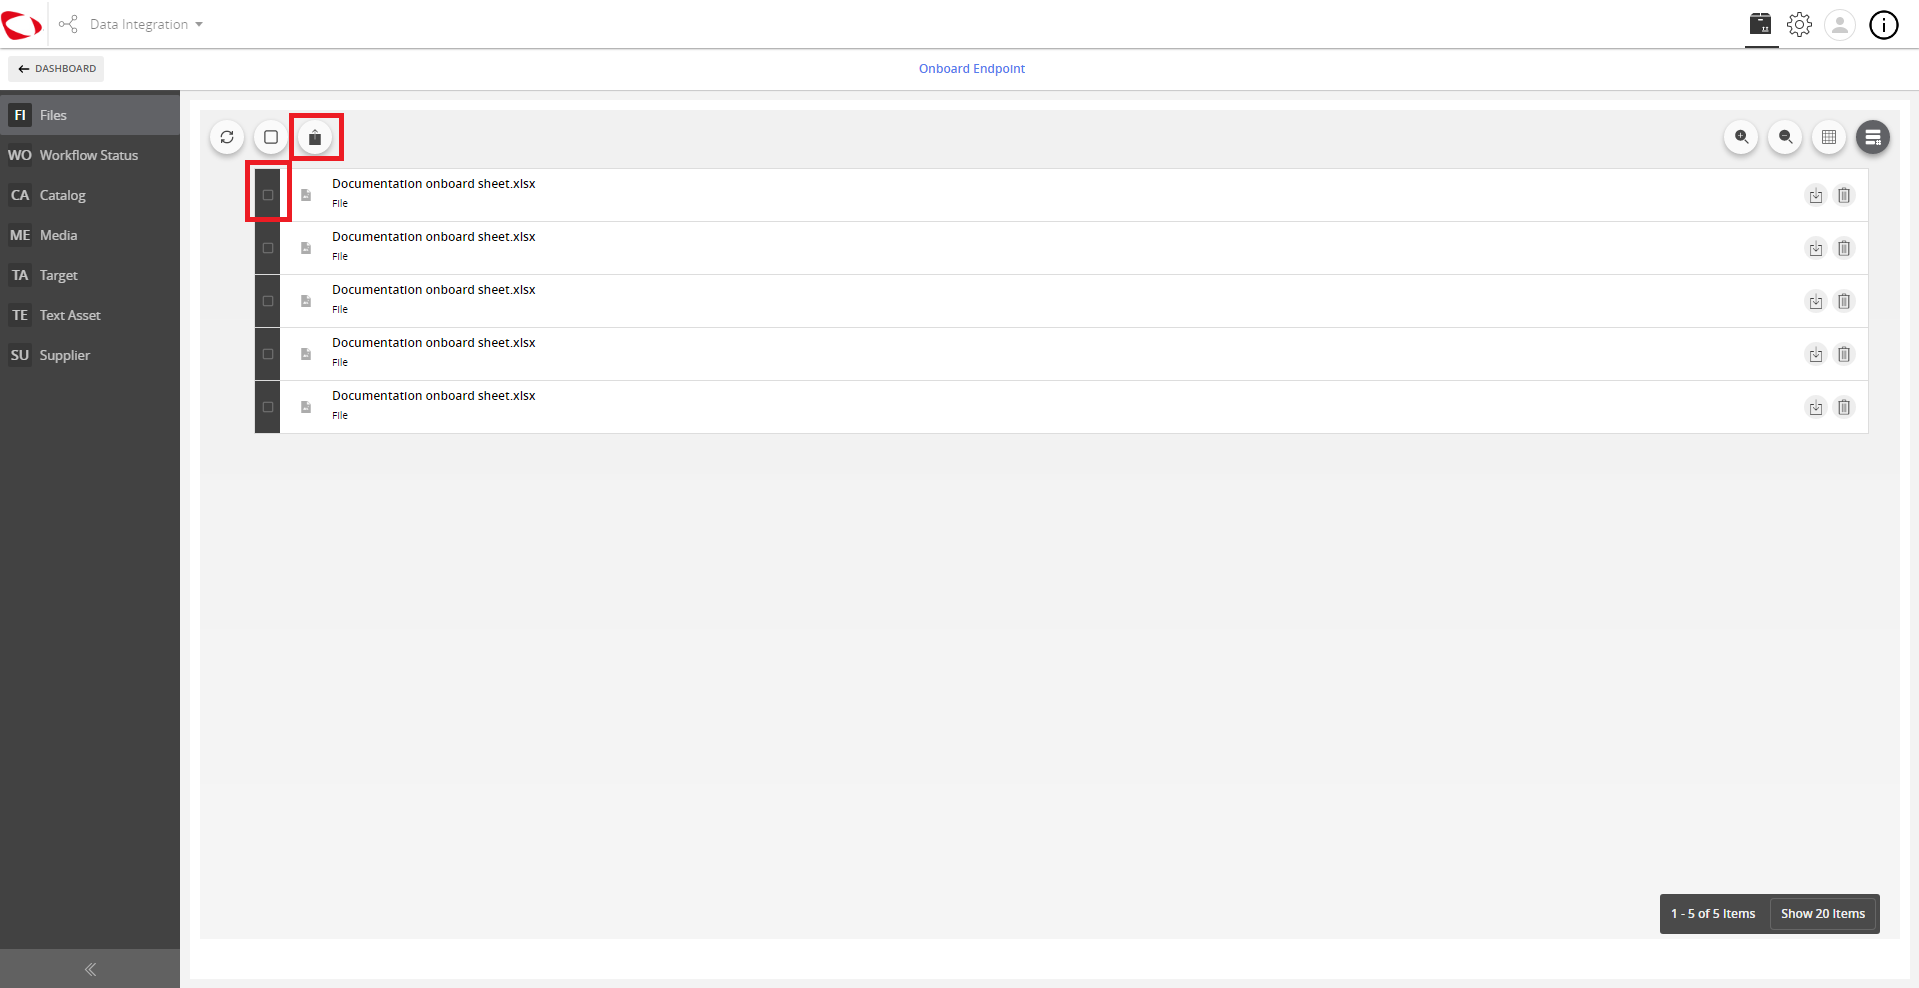 Data Integration
DASHBOARD
Onboard Endpoint
FI Files
WO Workflow Status
CA Catalog
ME Media
TA Target
TE Text Asset
SU Supplier
Documentation onboard sheet.xlsx
File
Documentation onboard sheet.xlsx
File
Documentation onboard sheet.xlsx
File
Documentation onboard sheet.xlsx
File
Documentation onboard sheet.xlsx
File
1 - 5 of 5 Items Show 20 Items